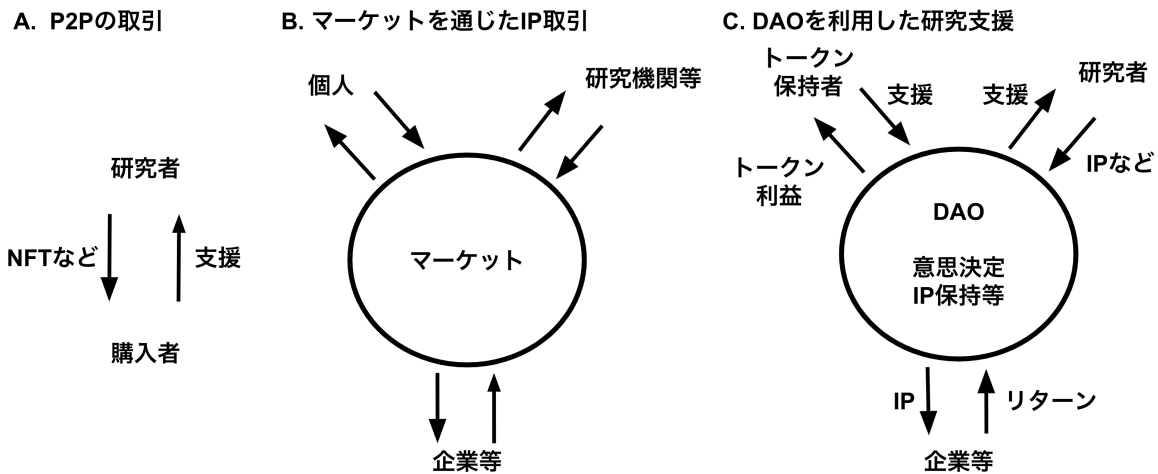 A. P2Pの取引
研究者
NFTなど
支援
購入者
B. マーケットを通じたIP取引
個人
研究機関等
マーケット
企業等
C. DAOを利用した研究支援
トークン
保持者
支援
支援
研究者
トークン
利益
IPなど
DAO
意思決定
IP保持等
IP
リターン
企業等